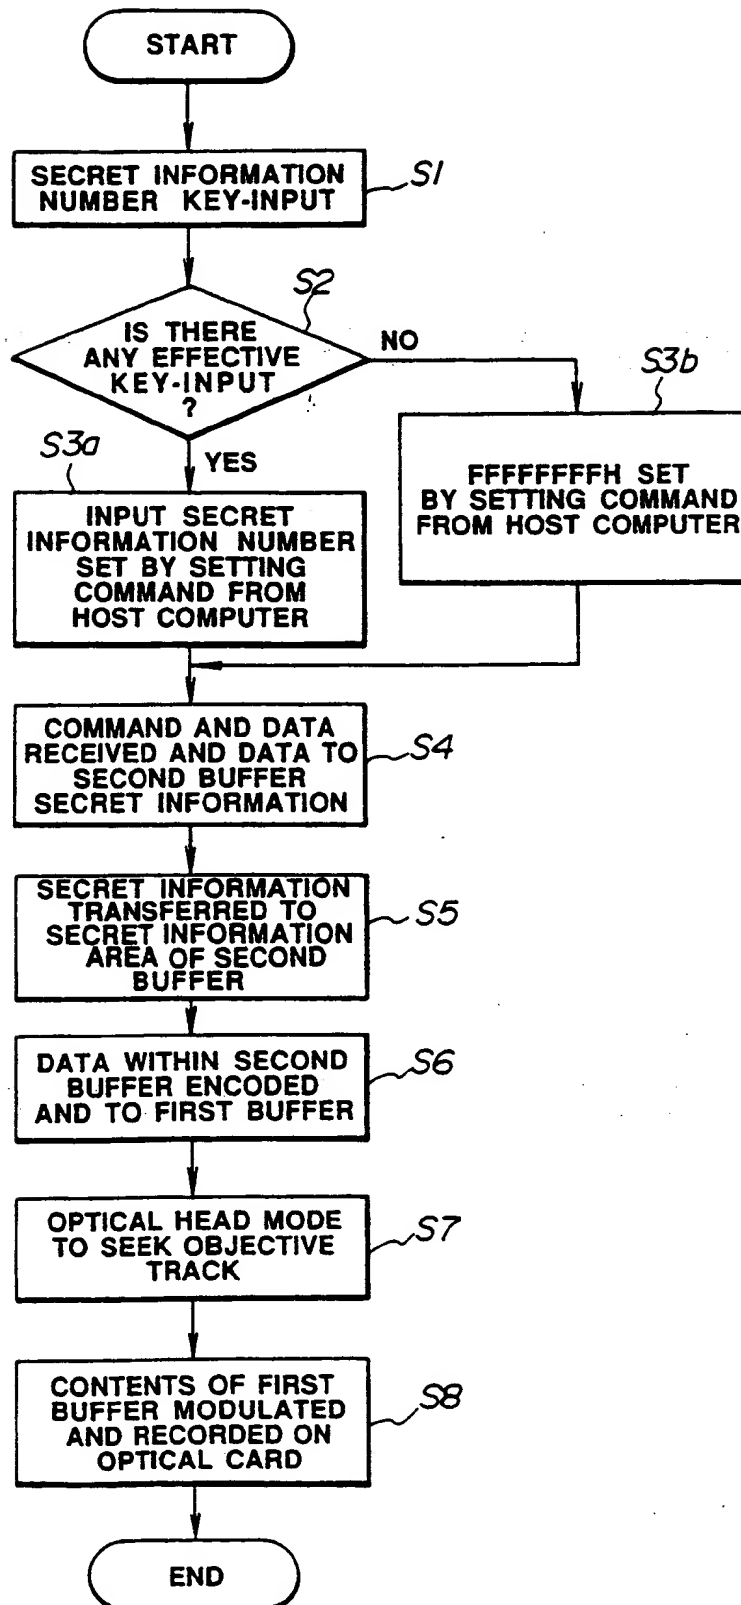 START
SECRET INFORMATION
NUMBER KEY-INPUT
S1
S2
IS THERE
ANY EFFECTIVE
KEY-INPUT
?
NO
YES
S3a
INPUT SECRET
INFORMATION NUMBER
SET BY SETTING
COMMAND FROM
HOST COMPUTER
S3b
FFFFFFFFH SET
BY SETTING COMMAND
FROM HOST COMPUTER
COMMAND AND DATA
RECEIVED AND DATA TO
SECOND BUFFER
SECRET INFORMATION
S4
SECRET INFORMATION
TRANSFERRED TO
SECRET INFORMATION
AREA OF SECOND
BUFFER
S5
DATA WITHIN SECOND
BUFFER ENCODED
AND TO FIRST BUFFER
S6
OPTICAL HEAD MODE
TO SEEK OBJECTIVE
TRACK
S7
CONTENTS OF FIRST
BUFFER MODULATED
AND RECORDED ON
OPTICAL CARD
S8
END